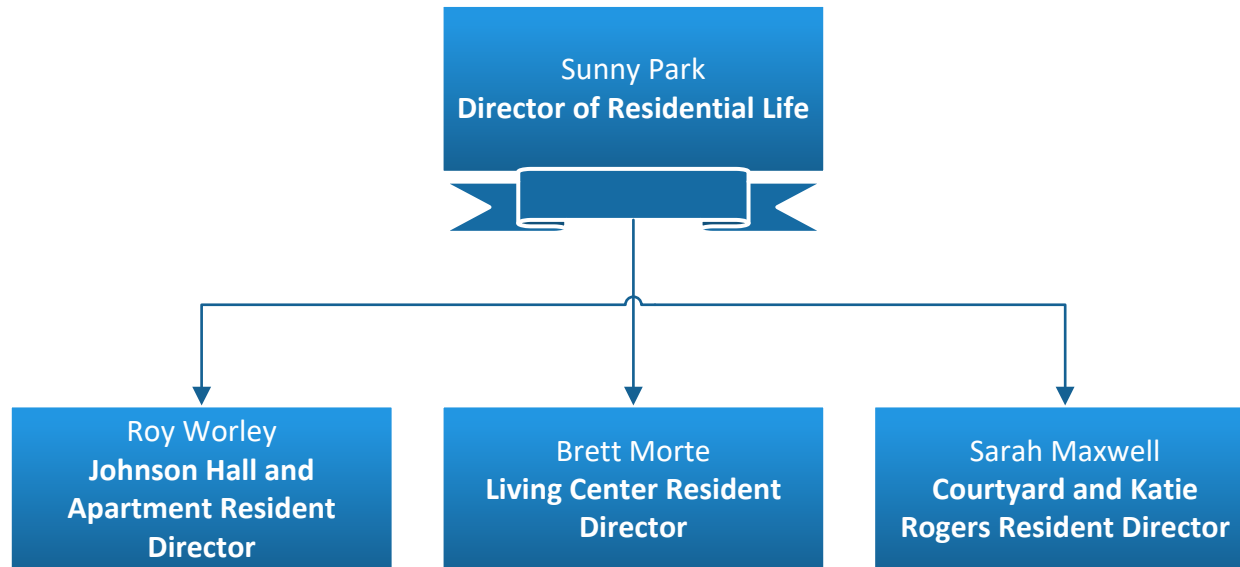 Sunny Park
Director of Residential Life
Roy Worley
Johnson Hall and
Apartment Resident
Director
Brett Morte
Living Center Resident
Director
Sarah Maxwell
Courtyard and Katie
Rogers Resident Director